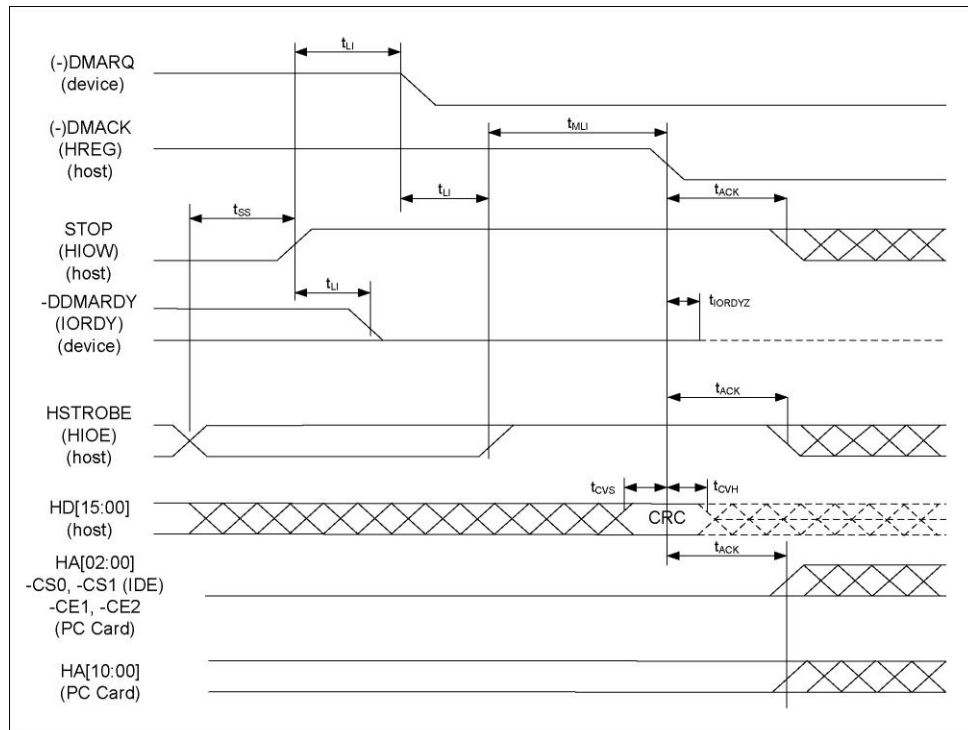 tLI
(-)DMARQ
(device)
(-)DMACK
(HREG)
(host)
tMLI
tLI
tACK
tSS
STOP
(HIOW)
(host)
tLI
-DDMARDY
(IORDY)
(device)
tIORDYZ
tACK
HSTROBE
(HIOE)
(host)
tCVS
tCVH
HD[15:00]
(host)
CRC
tACK
HA[02:00]
-CS0, -CS1 (IDE)
-CE1, -CE2
(PC Card)
HA[10:00]
(PC Card)